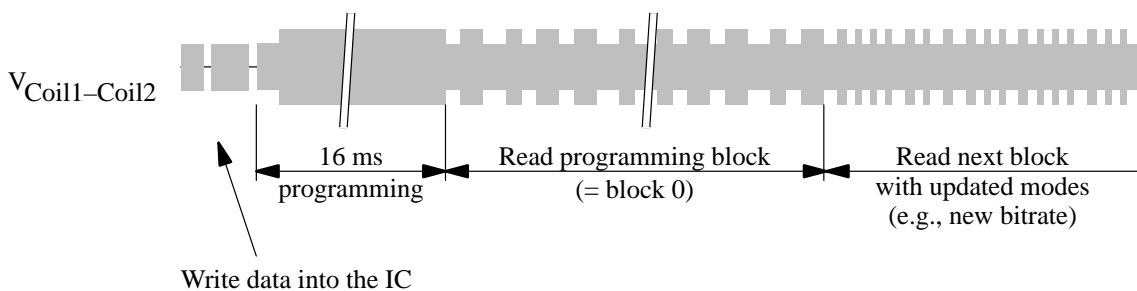 V Coil1–Coil2
16 ms
programming
Read programming block
(= block 0)
Read next block
with updated modes
(e.g., new bitrate)
Write data into the IC